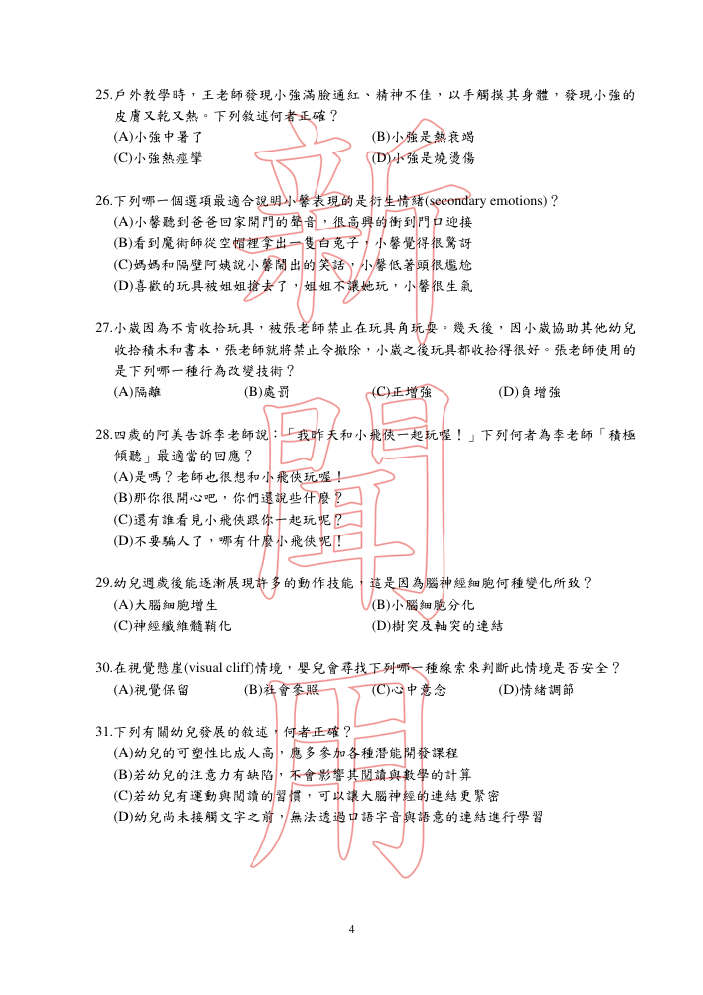 25.戶外教學時，王老師發現小強滿臉通紅、精神不佳，以手觸摸其身體，發現小強的
皮膚又乾又熱。下列敘述何者正確？
(A)小強中暑了 (B)小強是熱衰竭
(C)小強熱痙攣 (D)小強是燒燙傷
26.下列哪一個選項最適合說明小馨表現的是衍生情緒(secondary emotions)？
(A)小馨聽到爸爸回家開門的聲音，很高興的衝到門口迎接
(B)看到魔術師從空帽裡拿出一隻白兔子，小馨覺得很驚訝
(C)媽媽和隔壁阿姨說小馨鬧出的笑話，小馨低著頭很尷尬
(D)喜歡的玩具被姐姐搶去了，姐姐不讓她玩，小馨很生氣
27.小崴因為不肯收拾玩具，被張老師禁止在玩具角玩耍。幾天後，因小崴協助其他幼兒
收拾積木和書本，張老師就將禁止令撤除，小崴之後玩具都收拾得很好。張老師使用的
是下列哪一種行為改變技術？
(A)隔離 (B)處罰 (C)正增強 (D)負增強
28.四歲的阿美告訴李老師說：「我昨天和小飛俠一起玩喔！」下列何者為李老師「積極
傾聽」最適當的回應？
(A)是嗎？老師也很想和小飛俠玩喔！
(B)那你很開心吧，你們還說些什麼？
(C)還有誰看見小飛俠跟你一起玩呢？
(D)不要騙人了，哪有什麼小飛俠呢！
29.幼兒週歲後能逐漸展現許多的動作技能，這是因為腦神經細胞何種變化所致？
(A)大腦細胞增生 (B)小腦細胞分化
(C)神經纖維髓鞘化 (D)樹突及軸突的連結
30.在視覺懸崖(visual cliff)情境，嬰兒會尋找下列哪一種線索來判斷此情境是否安全？
(A)視覺保留 (B)社會參照 (C)心中意念 (D)情緒調節
31.下列有關幼兒發展的敘述，何者正確？
(A)幼兒的可塑性比成人高，應多參加各種潛能開發課程
(B)若幼兒的注意力有缺陷，不會影響其閱讀與數學的計算
(C)若幼兒有運動與閱讀的習慣，可以讓大腦神經的連結更緊密
(D)幼兒尚未接觸文字之前，無法透過口語字音與語意的連結進行學習
新聞用
4